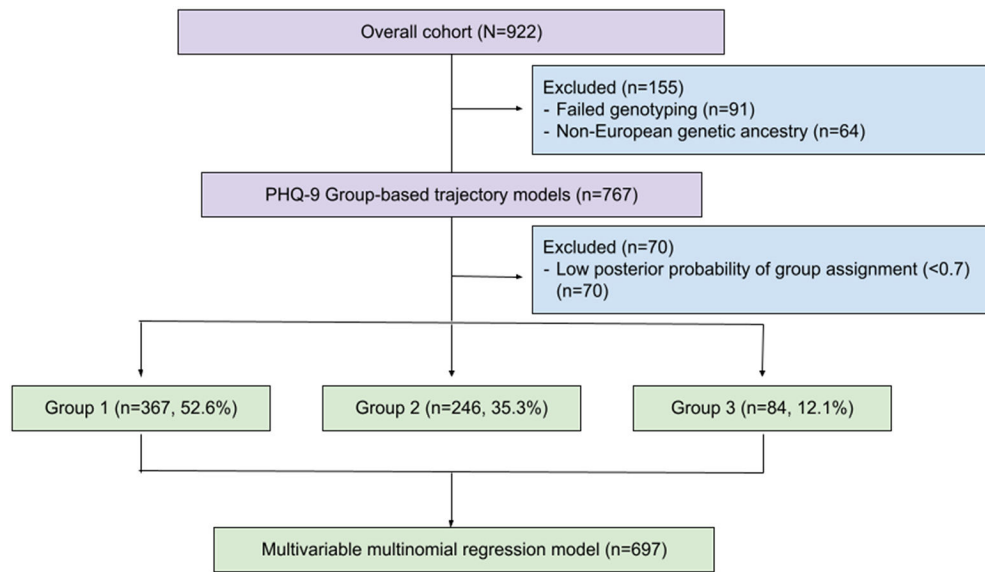 Overall cohort (N=922)
Excluded (n=155)
- Failed genotyping (n=91)
- Non-European genetic ancestry (n=64)
PHQ-9 Group-based trajectory models (n=767)
Excluded (n=70)
- Low posterior probability of group assignment (<0.7)
(n=70)
Group 1 (n=367, 52.6%)
Group 2 (n=246, 35.3%)
Group 3 (n=84, 12.1%)
Multivariable multinomial regression model (n=697)